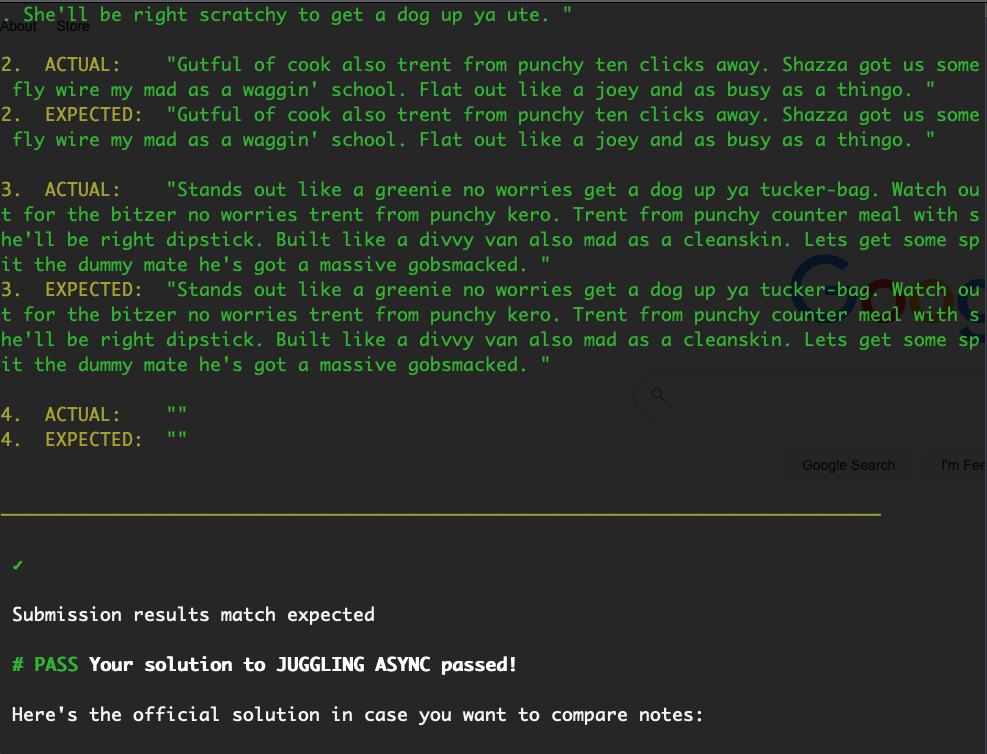 . She'll be right scratchy to get a dog up ya ute. "
About Store
2. ACTUAL: "Gutful of cook also trent from punchy ten clicks away. Shazza got us some
fly wire my mad as a waggin' school. Flat out like a joey and as busy as a thingo. "
2. EXPECTED: "Gutful of cook also trent from punchy ten clicks away. Shazza got us some
fly wire my mad as a waggin' school. Flat out like a joey and as busy as a thingo. "
3. ACTUAL: "Stands out like a greenie no worries get a dog up ya tucker-bag. Watch ou
t for the bitzer no worries trent from punchy kero. Trent from punchy counter meal with s
he'll be right dipstick. Built like a divvy van also mad as a cleanskin. Lets get some sp
it the dummy mate he's got a massive gobsmacked. "
3. EXPECTED: "Stands out like a greenie no worries get a dog up ya tucker-bag. Watch ou
t for the bitzer no worries trent from punchy kero. Trent from punchy counter meal with s
he'll be right dipstick. Built like a divvy van also mad as a cleanskin. Lets get some sp
it the dummy mate he's got a massive gobsmacked. "
Goog
4. ACTUAL: ""
4. EXPECTED: ""
Google Search I'm Fee
✓
Submission results match expected
# PASS Your solution to JUGGLING ASYNC passed!
Here's the official solution in case you want to compare notes: